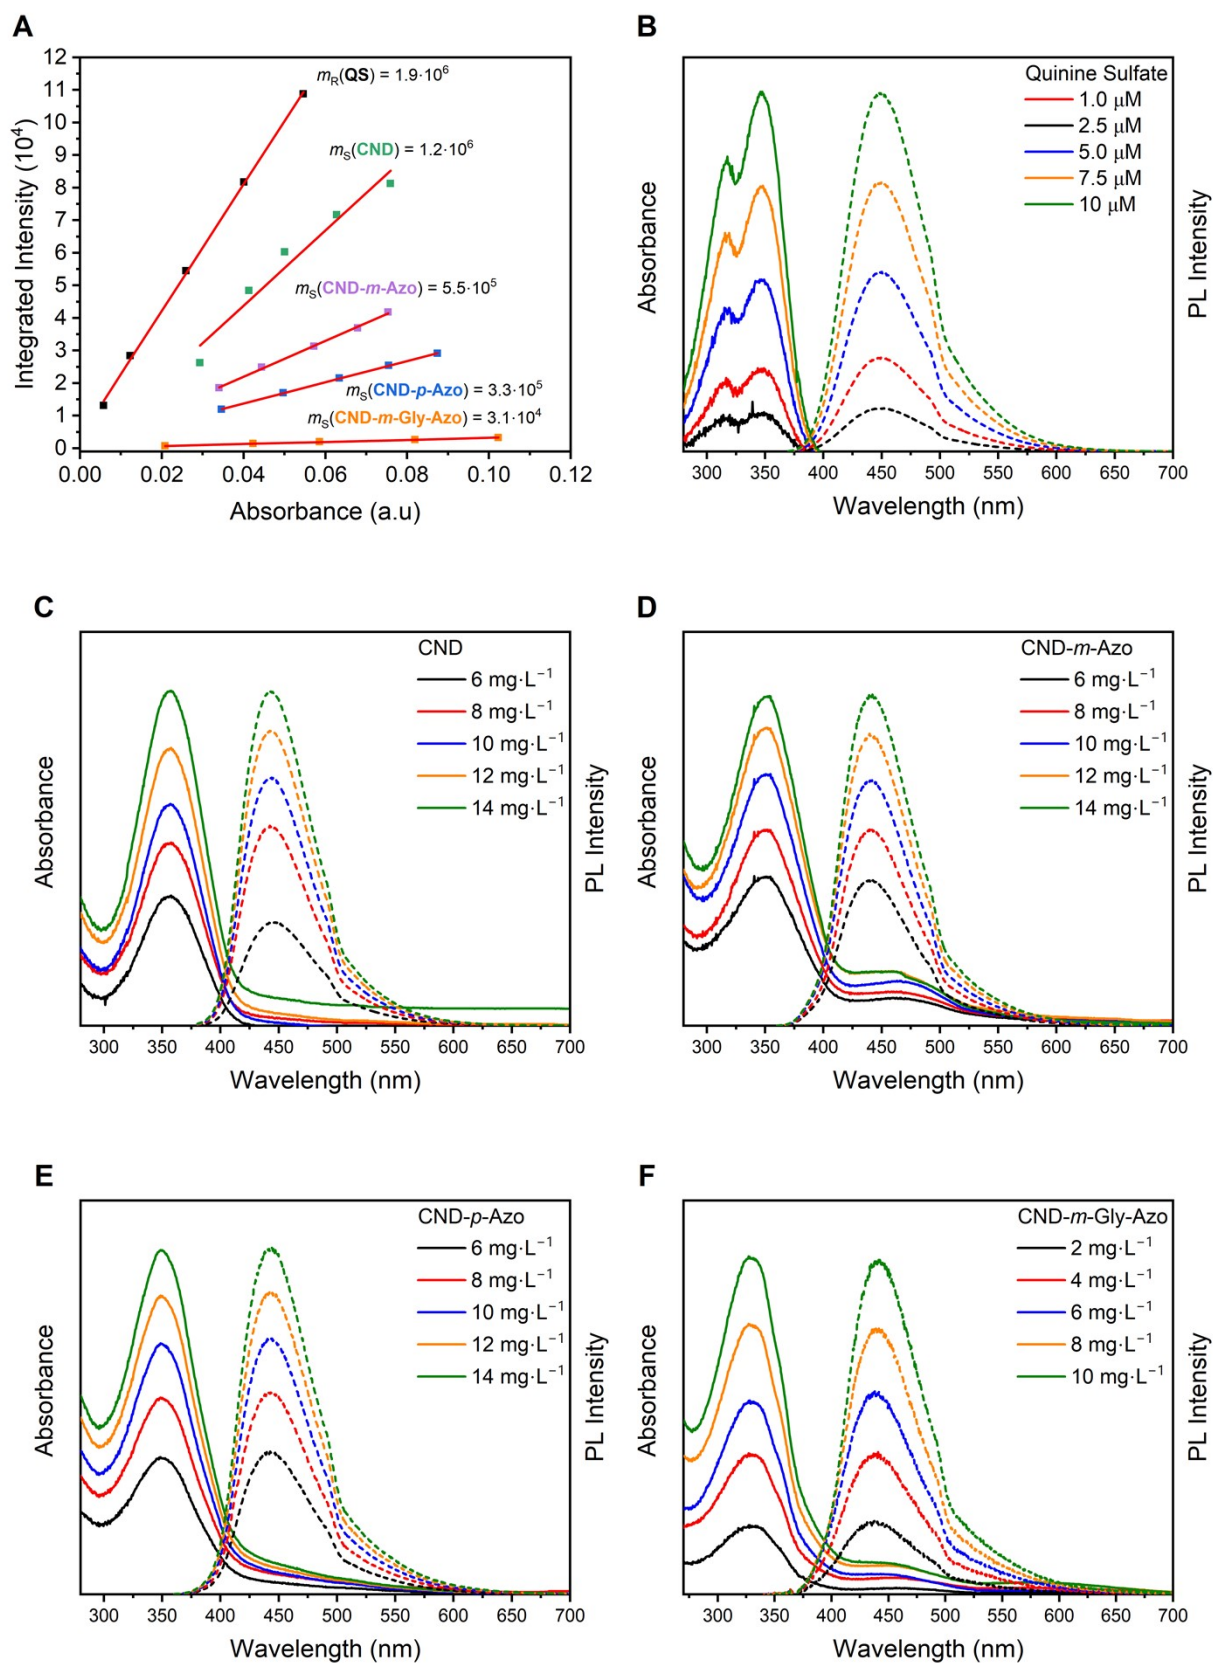 A
12
11
10
9
8
7
6
5
4
3
2
1
0
Integrated Intensity (10⁴)
mR(QS) = 1.9·10⁶
mS(CND) = 1.2·10⁶
mS(CND-m-Azo) = 5.5·10⁵
mS(CND-p-Azo) = 3.3·10⁵
mS(CND-m-Gly-Azo) = 3.1·10⁴
0.00 0.02 0.04 0.06 0.08 0.10 0.12
Absorbance (a.u)
B
Quinine Sulfate
1.0 μM
2.5 μM
5.0 μM
7.5 μM
10 μM
Absorbance
PL Intensity
300 350 400 450 500 550 600 650 700
Wavelength (nm)
C
CND
6 mg·L⁻¹
8 mg·L⁻¹
10 mg·L⁻¹
12 mg·L⁻¹
14 mg·L⁻¹
Absorbance
PL Intensity
300 350 400 450 500 550 600 650 700
Wavelength (nm)
D
CND-m-Azo
6 mg·L⁻¹
8 mg·L⁻¹
10 mg·L⁻¹
12 mg·L⁻¹
14 mg·L⁻¹
Absorbance
PL Intensity
300 350 400 450 500 550 600 650 700
Wavelength (nm)
E
CND-p-Azo
6 mg·L⁻¹
8 mg·L⁻¹
10 mg·L⁻¹
12 mg·L⁻¹
14 mg·L⁻¹
Absorbance
PL Intensity
300 350 400 450 500 550 600 650 700
Wavelength (nm)
F
CND-m-Gly-Azo
2 mg·L⁻¹
4 mg·L⁻¹
6 mg·L⁻¹
8 mg·L⁻¹
10 mg·L⁻¹
Absorbance
PL Intensity
300 350 400 450 500 550 600 650 700
Wavelength (nm)